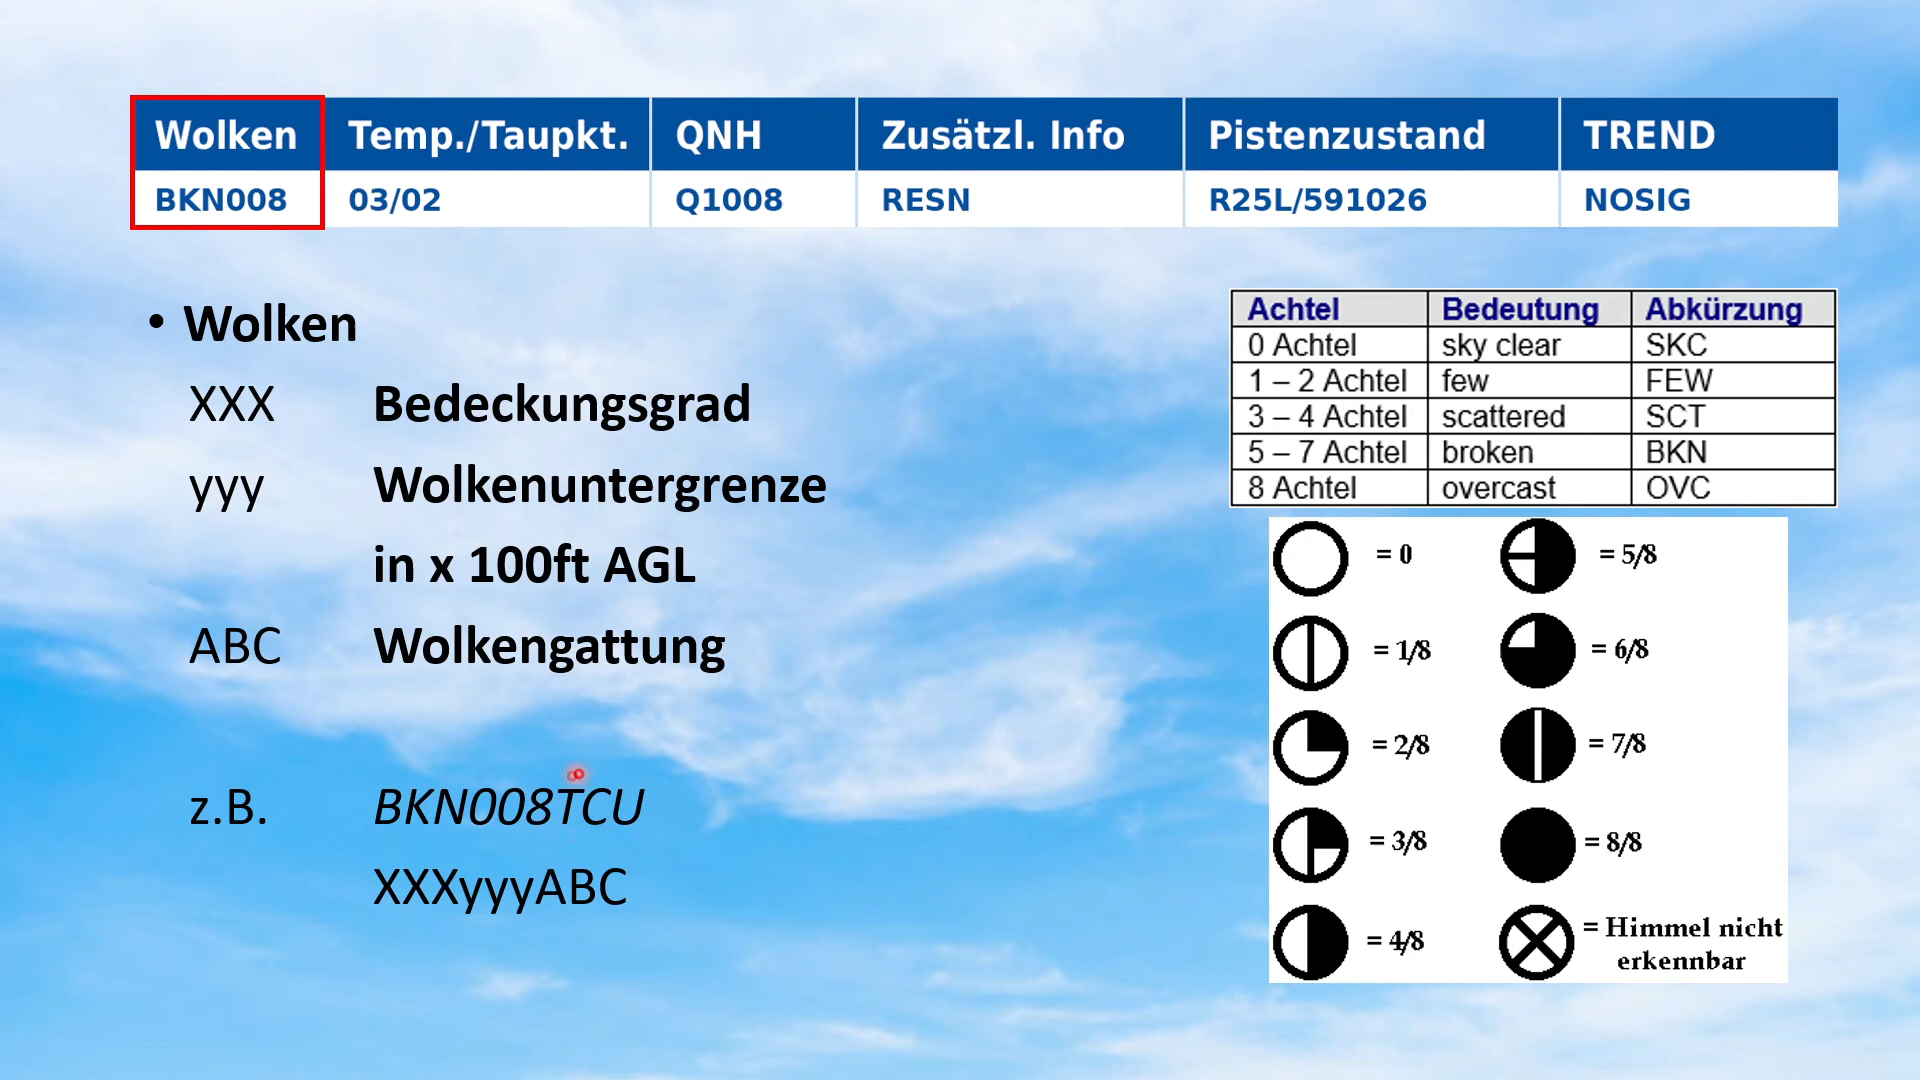 Wolken Temp./Taupkt. QNH Zusätzl. Info Pistenzustand TREND
BKN008 03/02 Q1008 RESN R25L/591026 NOSIG
• Wolken
XXX Bedeckungsgrad
yyy Wolkenuntergrenze
in x 100ft AGL
ABC Wolkengattung
z.B. BKN008TCU
XXXyyyABC
Achtel Bedeutung Abkürzung
0 Achtel sky clear SKC
1 – 2 Achtel few FEW
3 – 4 Achtel scattered SCT
5 – 7 Achtel broken BKN
8 Achtel overcast OVC
= 0 = 5/8
= 1/8 = 6/8
= 2/8 = 7/8
= 3/8 = 8/8
= 4/8 = Himmel nicht
erkennbar